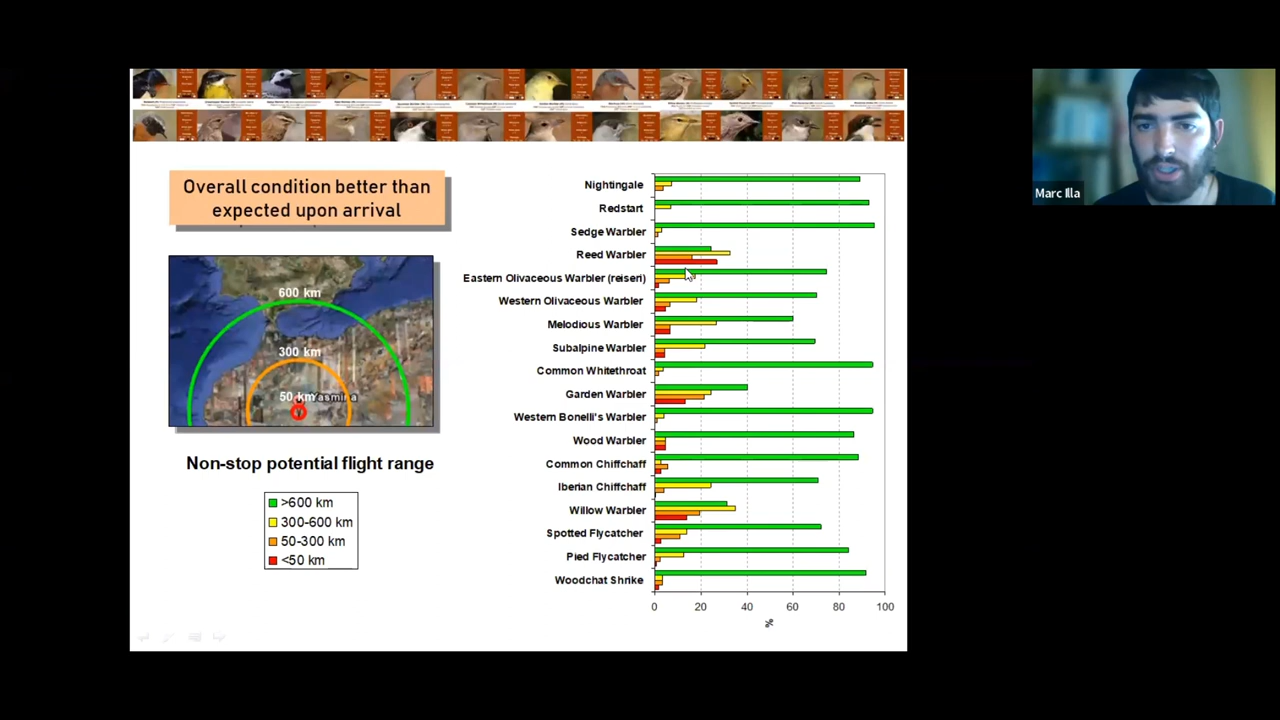 Overall condition better than
expected upon arrival
600 km
300 km
50 km
Yasmina
Non-stop potential flight range
>600 km
300-600 km
50-300 km
<50 km
Nightingale
Redstart
Sedge Warbler
Reed Warbler
Eastern Olivaceous Warbler (reiseri)
Western Olivaceous Warbler
Melodious Warbler
Subalpine Warbler
Common Whitethroat
Garden Warbler
Western Bonelli's Warbler
Wood Warbler
Common Chiffchaff
Iberian Chiffchaff
Willow Warbler
Spotted Flycatcher
Pied Flycatcher
Woodchat Shrike
0 20 40 60 80 100
%
Marc Illa